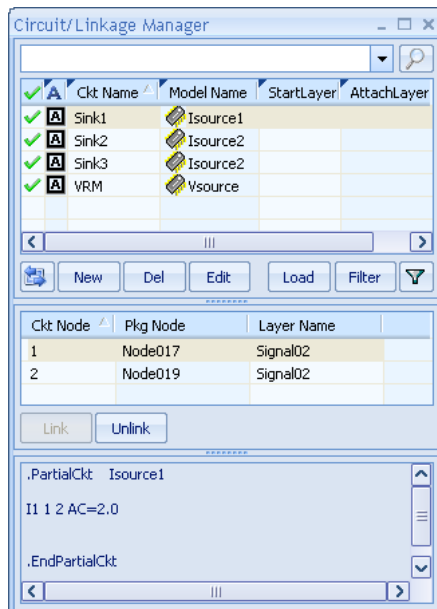 Circuit/Linkage Manager
A Ckt Name Model Name StartLayer AttachLayer
A Sink1 Isource1
A Sink2 Isource2
A Sink3 Isource2
A VRM Vsource
New Del Edit Load Filter
Ckt Node Pkg Node Layer Name
1 Node017 Signal02
2 Node019 Signal02
Link Unlink
.PartialCkt Isource1
I1 1 2 AC=2.0
.EndPartialCkt